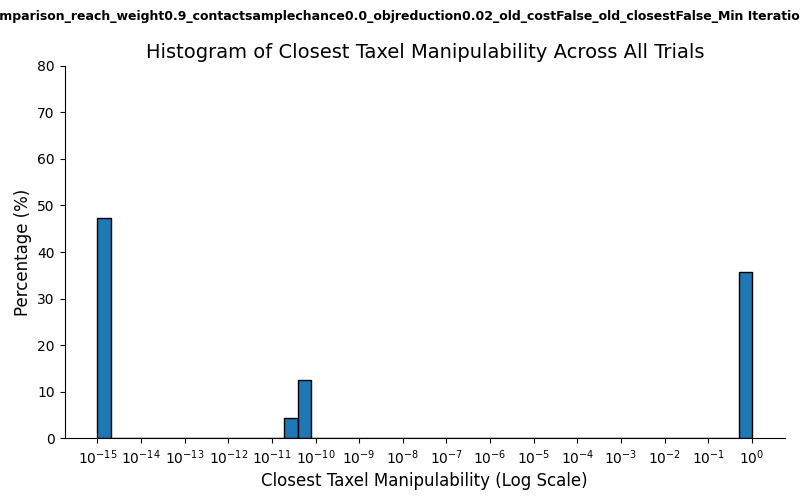 mparison_reach_weight0.9_contactsamplechance0.0_objreduction0.02_old_costFalse_old_closestFalse_Min Iteratio
Histogram of Closest Taxel Manipulability Across All Trials
80
70
60
50
40
30
20
10
0
Percentage (%)
10⁻¹⁵ 10⁻¹⁴ 10⁻¹³ 10⁻¹² 10⁻¹¹ 10⁻¹⁰ 10⁻⁹ 10⁻⁸ 10⁻⁷ 10⁻⁶ 10⁻⁵ 10⁻⁴ 10⁻³ 10⁻² 10⁻¹ 10⁰
Closest Taxel Manipulability (Log Scale)